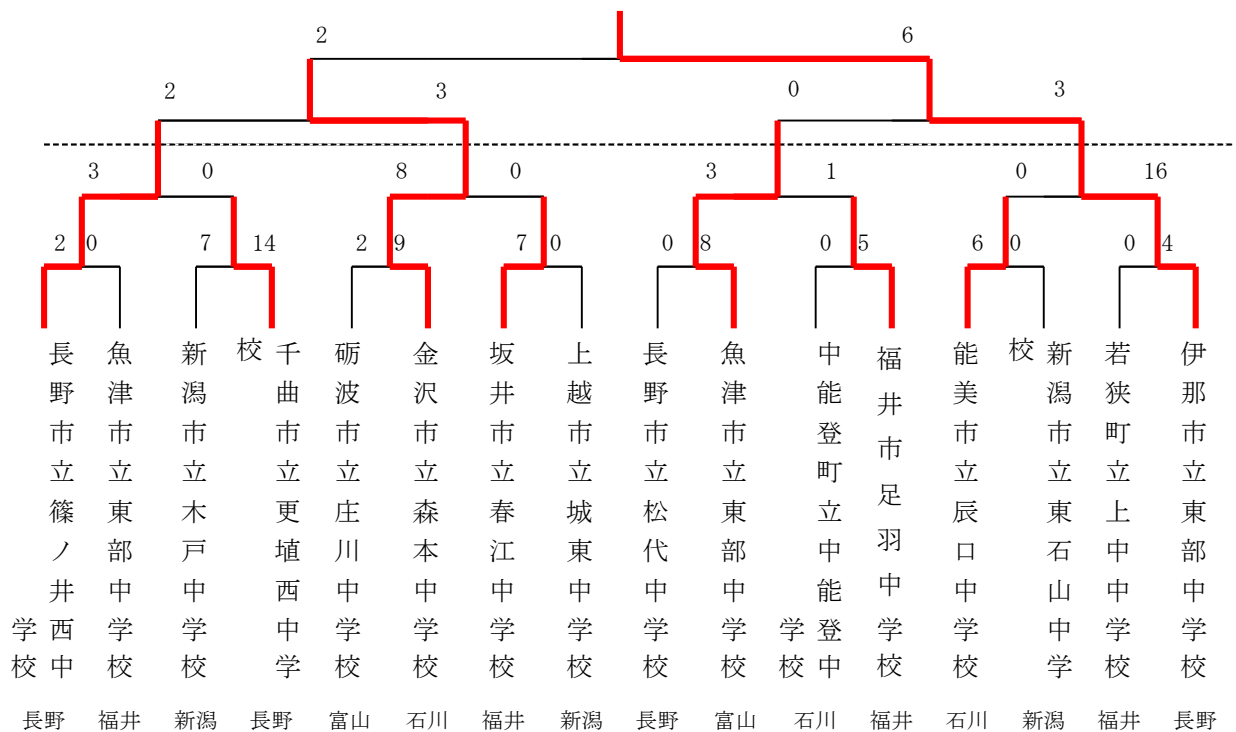 2 6
2 3 0 3
3 0 8 0 3 1 0 16
2 0 7 14 2 9 7 0 0 8 0 5 6 0 0 4
長野市立篠ノ井西中
学校
魚津市立東部中学校
新潟市立木戸中学校
千曲市立更埴西中学
校
砺波市立庄川中学校
金沢市立森本中学校
坂井市立春江中学校
上越市立城東中学校
長野市立松代中学校
魚津市立東部中学校
中能登町立中能登中
学校
福井市足羽中学校
能美市立辰口中学校
新潟市立東石山中学
校
若狭町立上中中学校
伊那市立東部中学校
長野 福井 新潟 長野 富山 石川 福井 新潟 長野 富山 石川 福井 石川 新潟 福井 長野